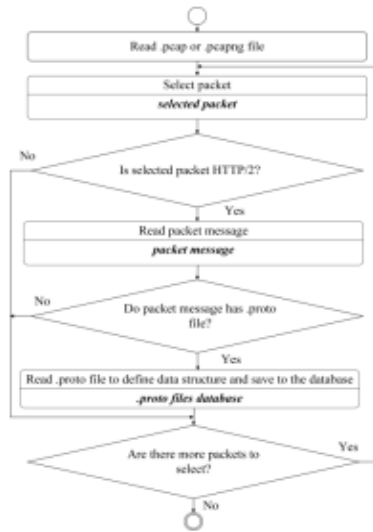 Read .pcap or .pcapng file
Select packet
selected packet
No
Is selected packet HTTP/2?
Yes
Read packet message
packet message
No
Do packet message has .proto
file?
Yes
Read .proto file to define data structure and save to the database
.proto files database
Are there more packets to
select?
Yes
No